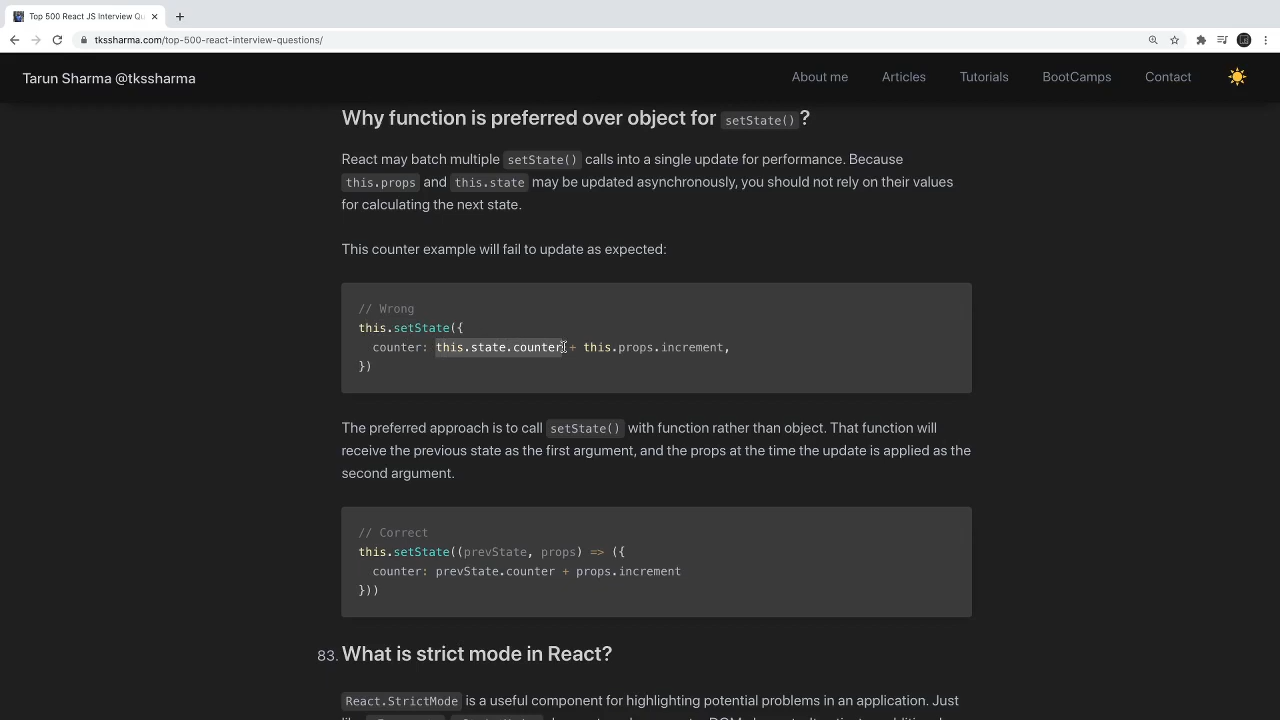 Top 500 React JS Interview Qu
tkssharma.com/top-500-react-interview-questions/
Tarun Sharma @tkssharma
About me
Articles
Tutorials
BootCamps
Contact
Why function is preferred over object for setState()?
React may batch multiple setState() calls into a single update for performance. Because
this.props and this.state may be updated asynchronously, you should not rely on their values
for calculating the next state.
This counter example will fail to update as expected:
// Wrong
this.setState({
counter: this.state.counter + this.props.increment,
})
The preferred approach is to call setState() with function rather than object. That function will
receive the previous state as the first argument, and the props at the time the update is applied as the
second argument.
// Correct
this.setState((prevState, props) => ({
counter: prevState.counter + props.increment
}))
83. What is strict mode in React?
React.StrictMode is a useful component for highlighting potential problems in an application. Just